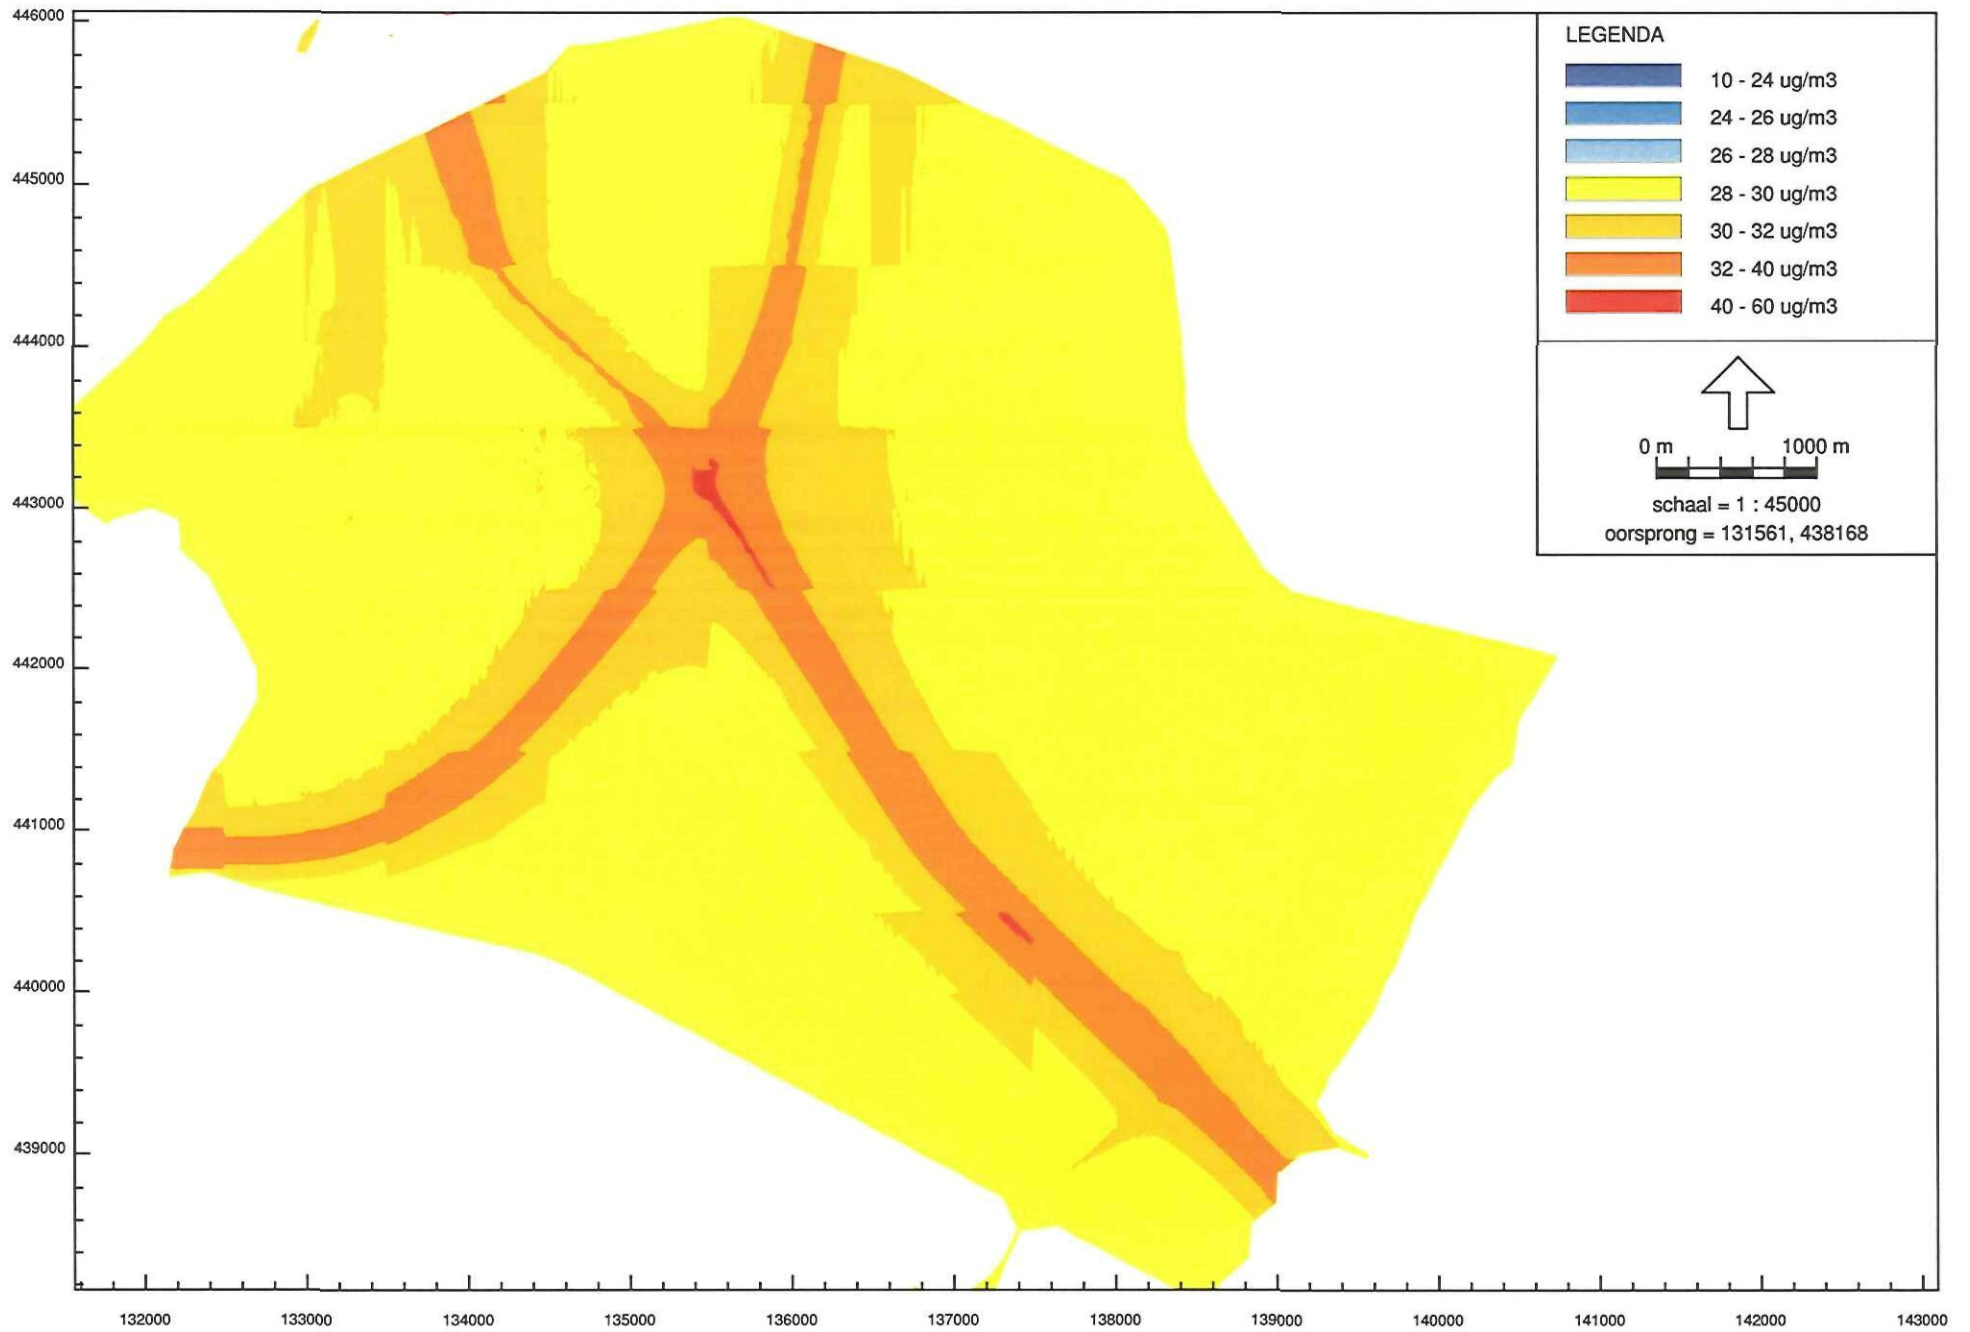 446000
445000
444000
443000
442000
441000
440000
439000
132000 133000 134000 135000 136000 137000 138000 139000 140000 141000 142000 143000
LEGENDA
10 - 24 ug/m3
24 - 26 ug/m3
26 - 28 ug/m3
28 - 30 ug/m3
30 - 32 ug/m3
32 - 40 ug/m3
40 - 60 ug/m3
0 m 1000 m
schaal = 1 : 45000
oorsprong = 131561, 438168